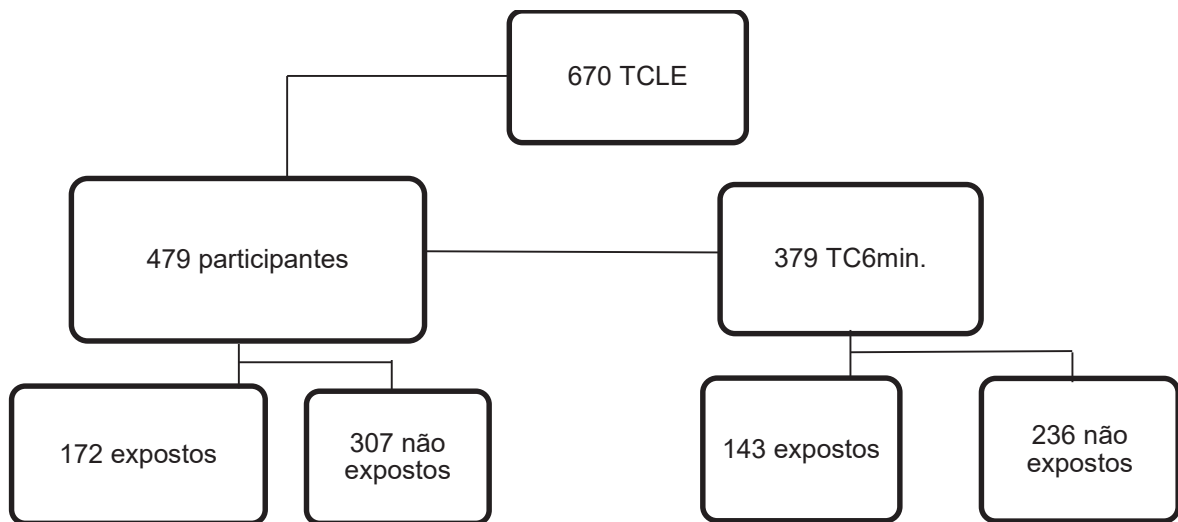 670 TCLE
479 participantes
379 TC6min.
172 expostos
307 não
expostos
143 expostos
236 não
expostos